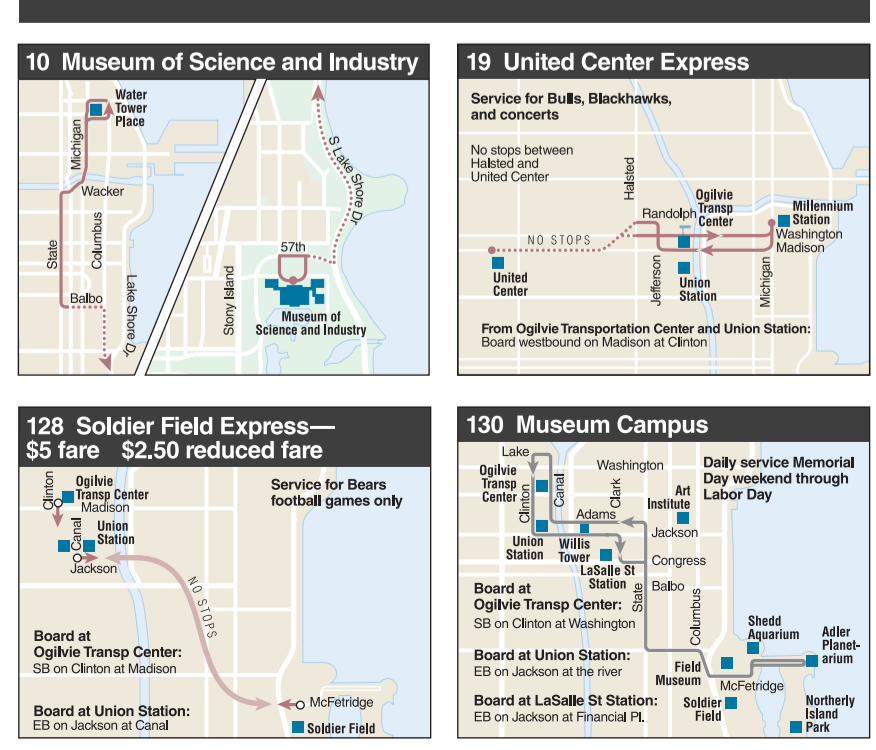 10 Museum of Science and Industry
Water
Tower
Place
Michigan
Wacker
State
Columbus
Balbo
Lake Shore Dr
S Lake Shore Dr
57th
Stony Island
Museum of
Science and Industry
19 United Center Express
Service for Bulls, Blackhawks,
and concerts
No stops between
Halsted and
United Center
Halsted
Ogilvie
Transp
Center
Randolph
Millennium
Station
Washington
Madison
NO STOPS
United
Center
Jefferson
Union
Station
Michigan
From Ogilvie Transportation Center and Union Station:
Board westbound on Madison at Clinton
128 Soldier Field Express—
$5 fare $2.50 reduced fare
Clinton
Ogilvie
Transp Center
Madison
Service for Bears
football games only
Canal
Union
Station
Jackson
NO STOPS
Board at
Ogilvie Transp Center:
SB on Clinton at Madison
Board at Union Station:
EB on Jackson at Canal
McFetridge
Soldier Field
130 Museum Campus
Lake
Washington
Daily service Memorial
Day weekend through
Labor Day
Ogilvie
Transp
Center
Clinton
Canal
Clark
Art
Institute
Adams
Jackson
Union
Station
Willis
Tower
LaSalle St
Station
Congress
State
Balbo
Columbus
Board at
Ogilvie Transp Center:
SB on Clinton at Washington
Board at Union Station:
EB on Jackson at the river
Board at LaSalle St Station:
EB on Jackson at Financial Pl.
Shedd
Aquarium
Adler
Planet-
arium
Field
Museum
McFetridge
Soldier
Field
Northerly
Island
Park